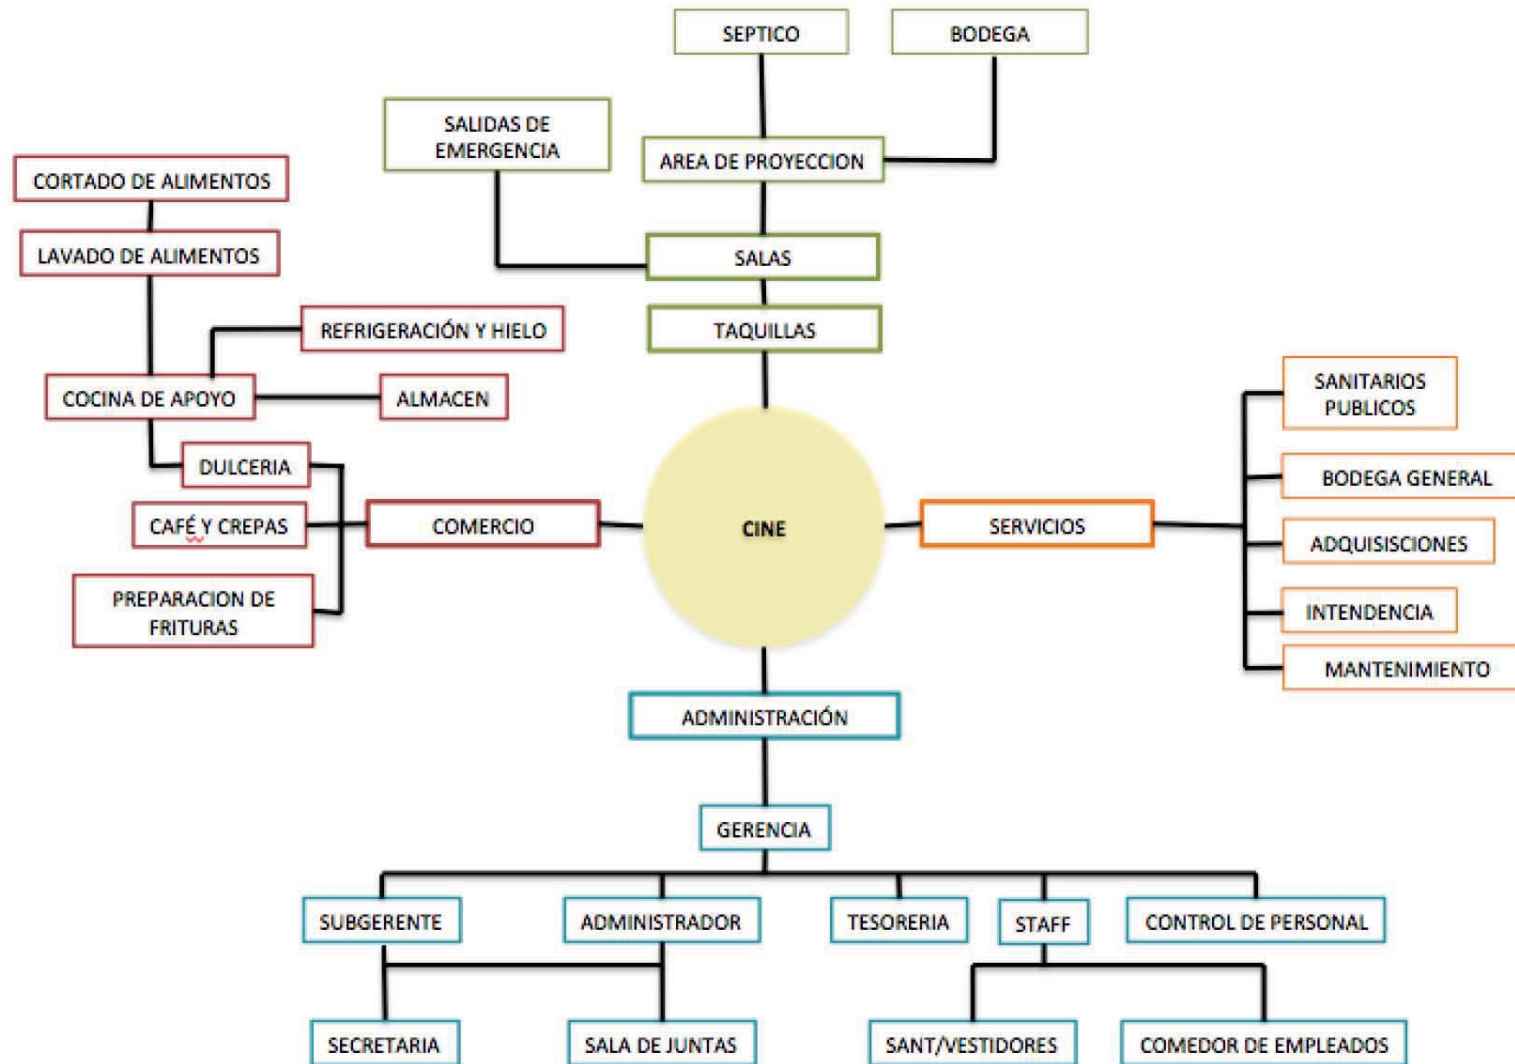 SEPTICO
BODEGA
SALIDAS DE
EMERGENCIA
AREA DE PROYECCION
CORTADO DE ALIMENTOS
LAVADO DE ALIMENTOS
SALAS
REFRIGERACIÓN Y HIELO
TAQUILLAS
COCINA DE APOYO
ALMACEN
SANITARIOS
PUBLICOS
DULCERIA
BODEGA GENERAL
CAFÉ Y CREPAS
COMERCIO
CINE
SERVICIOS
ADQUISISCIONES
PREPARACION DE
FRITURAS
INTENDENCIA
MANTENIMIENTO
ADMINISTRACIÓN
GERENCIA
SUBGERENTE
ADMINISTRADOR
TESORERIA
STAFF
CONTROL DE PERSONAL
SECRETARIA
SALA DE JUNTAS
SANT/VESTIDORES
COMEDOR DE EMPLEADOS